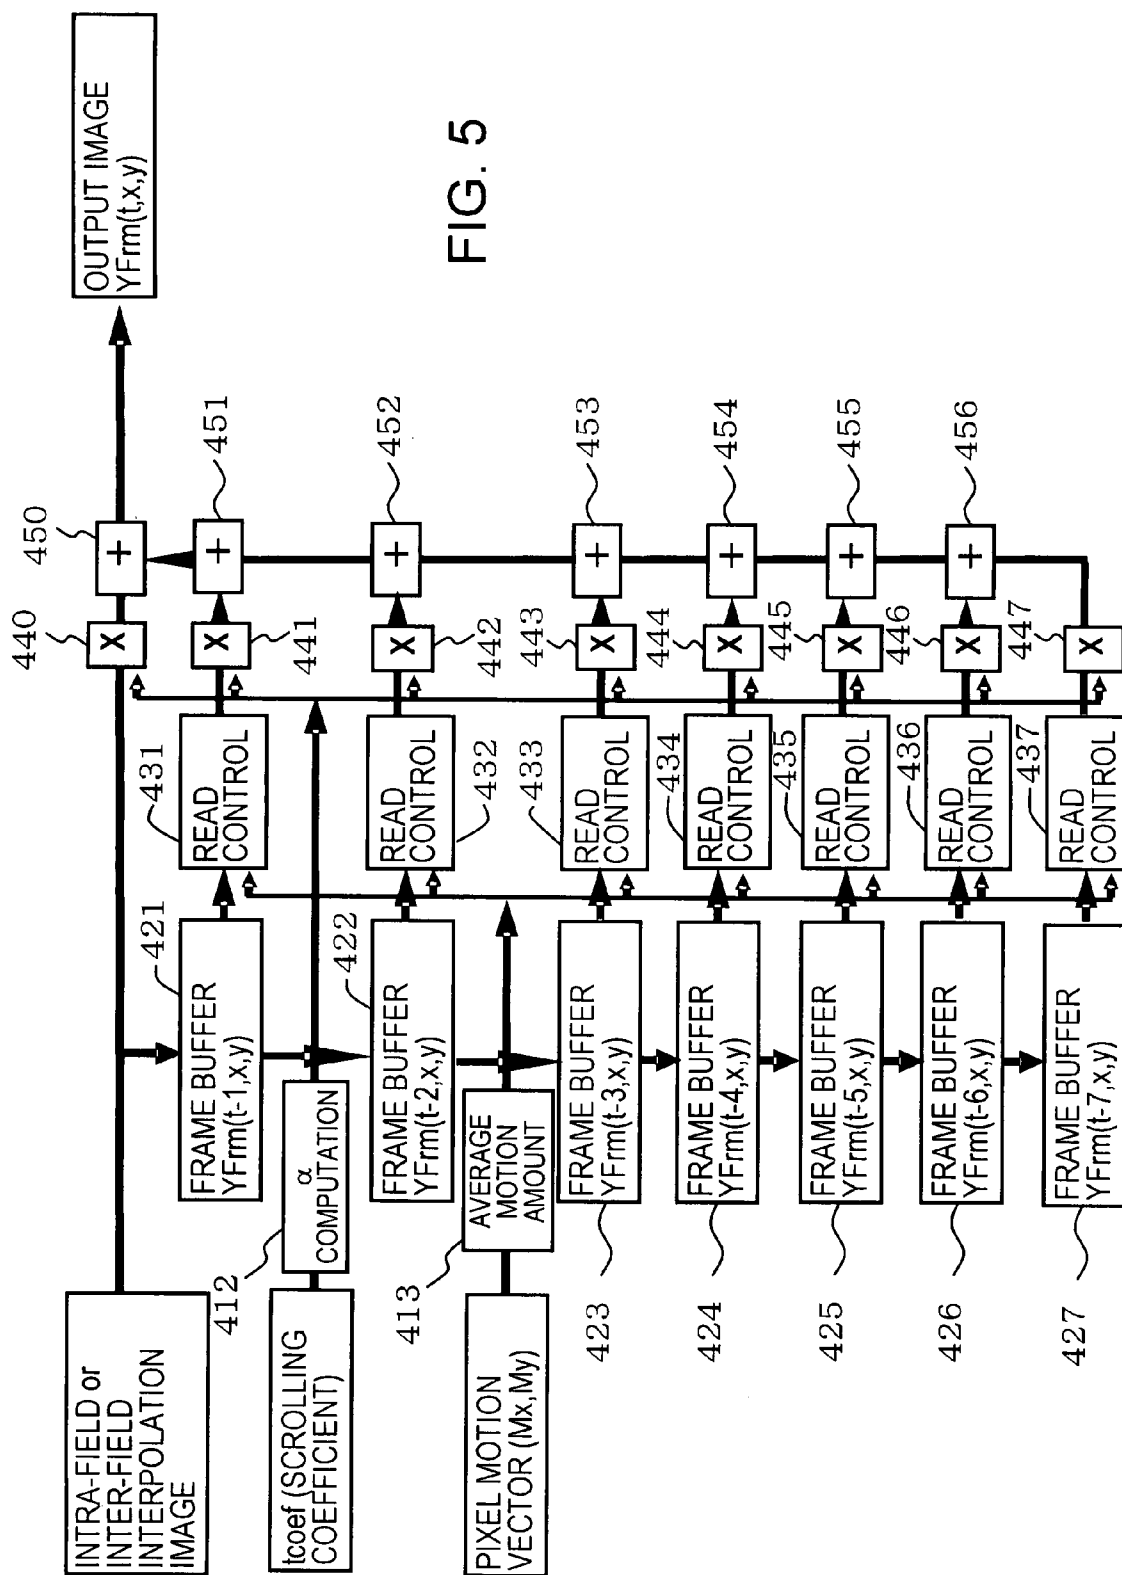 INTRA-FIELD or
INTER-FIELD
INTERPOLATION
IMAGE
440
X
450
+
OUTPUT IMAGE
YFrm(t,x,y)
421
FRAME BUFFER
YFrm(t-1,x,y)
431
READ
CONTROL
X
441
+
451
tcoef (SCROLLING
COEFFICIENT)
412
α
COMPUTATION
422
FRAME BUFFER
YFrm(t-2,x,y)
READ
CONTROL
432
X
442
+
452
PIXEL MOTION
VECTOR (Mx,My)
413
AVERAGE
MOTION
AMOUNT
FIG. 5
423
FRAME BUFFER
YFrm(t-3,x,y)
433
READ
CONTROL
443
X
+
453
424
FRAME BUFFER
YFrm(t-4,x,y)
434
READ
CONTROL
444
X
+
454
425
FRAME BUFFER
YFrm(t-5,x,y)
435
READ
CONTROL
445
X
+
455
426
FRAME BUFFER
YFrm(t-6,x,y)
436
READ
CONTROL
446
X
+
456
427
FRAME BUFFER
YFrm(t-7,x,y)
437
READ
CONTROL
447
X